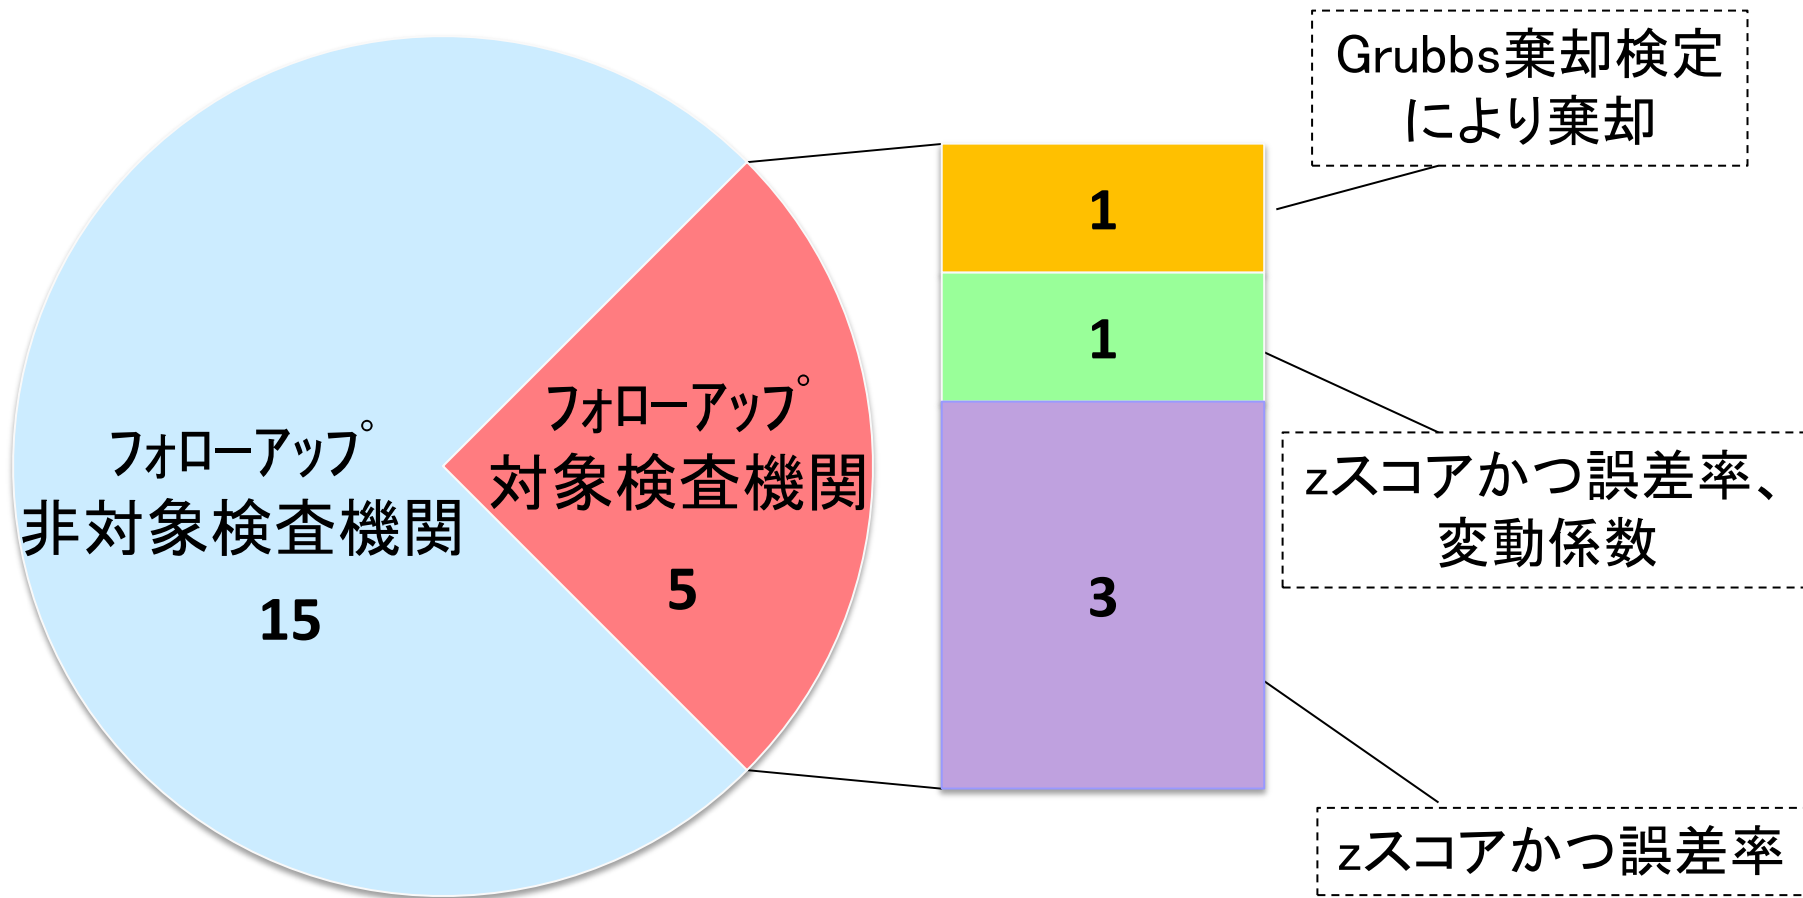 フォローアップ
非対象検査機関
15
フォローアップ
対象検査機関
5
1
1
3
Grubbs棄却検定
により棄却
zスコアかつ誤差率、
変動係数
zスコアかつ誤差率